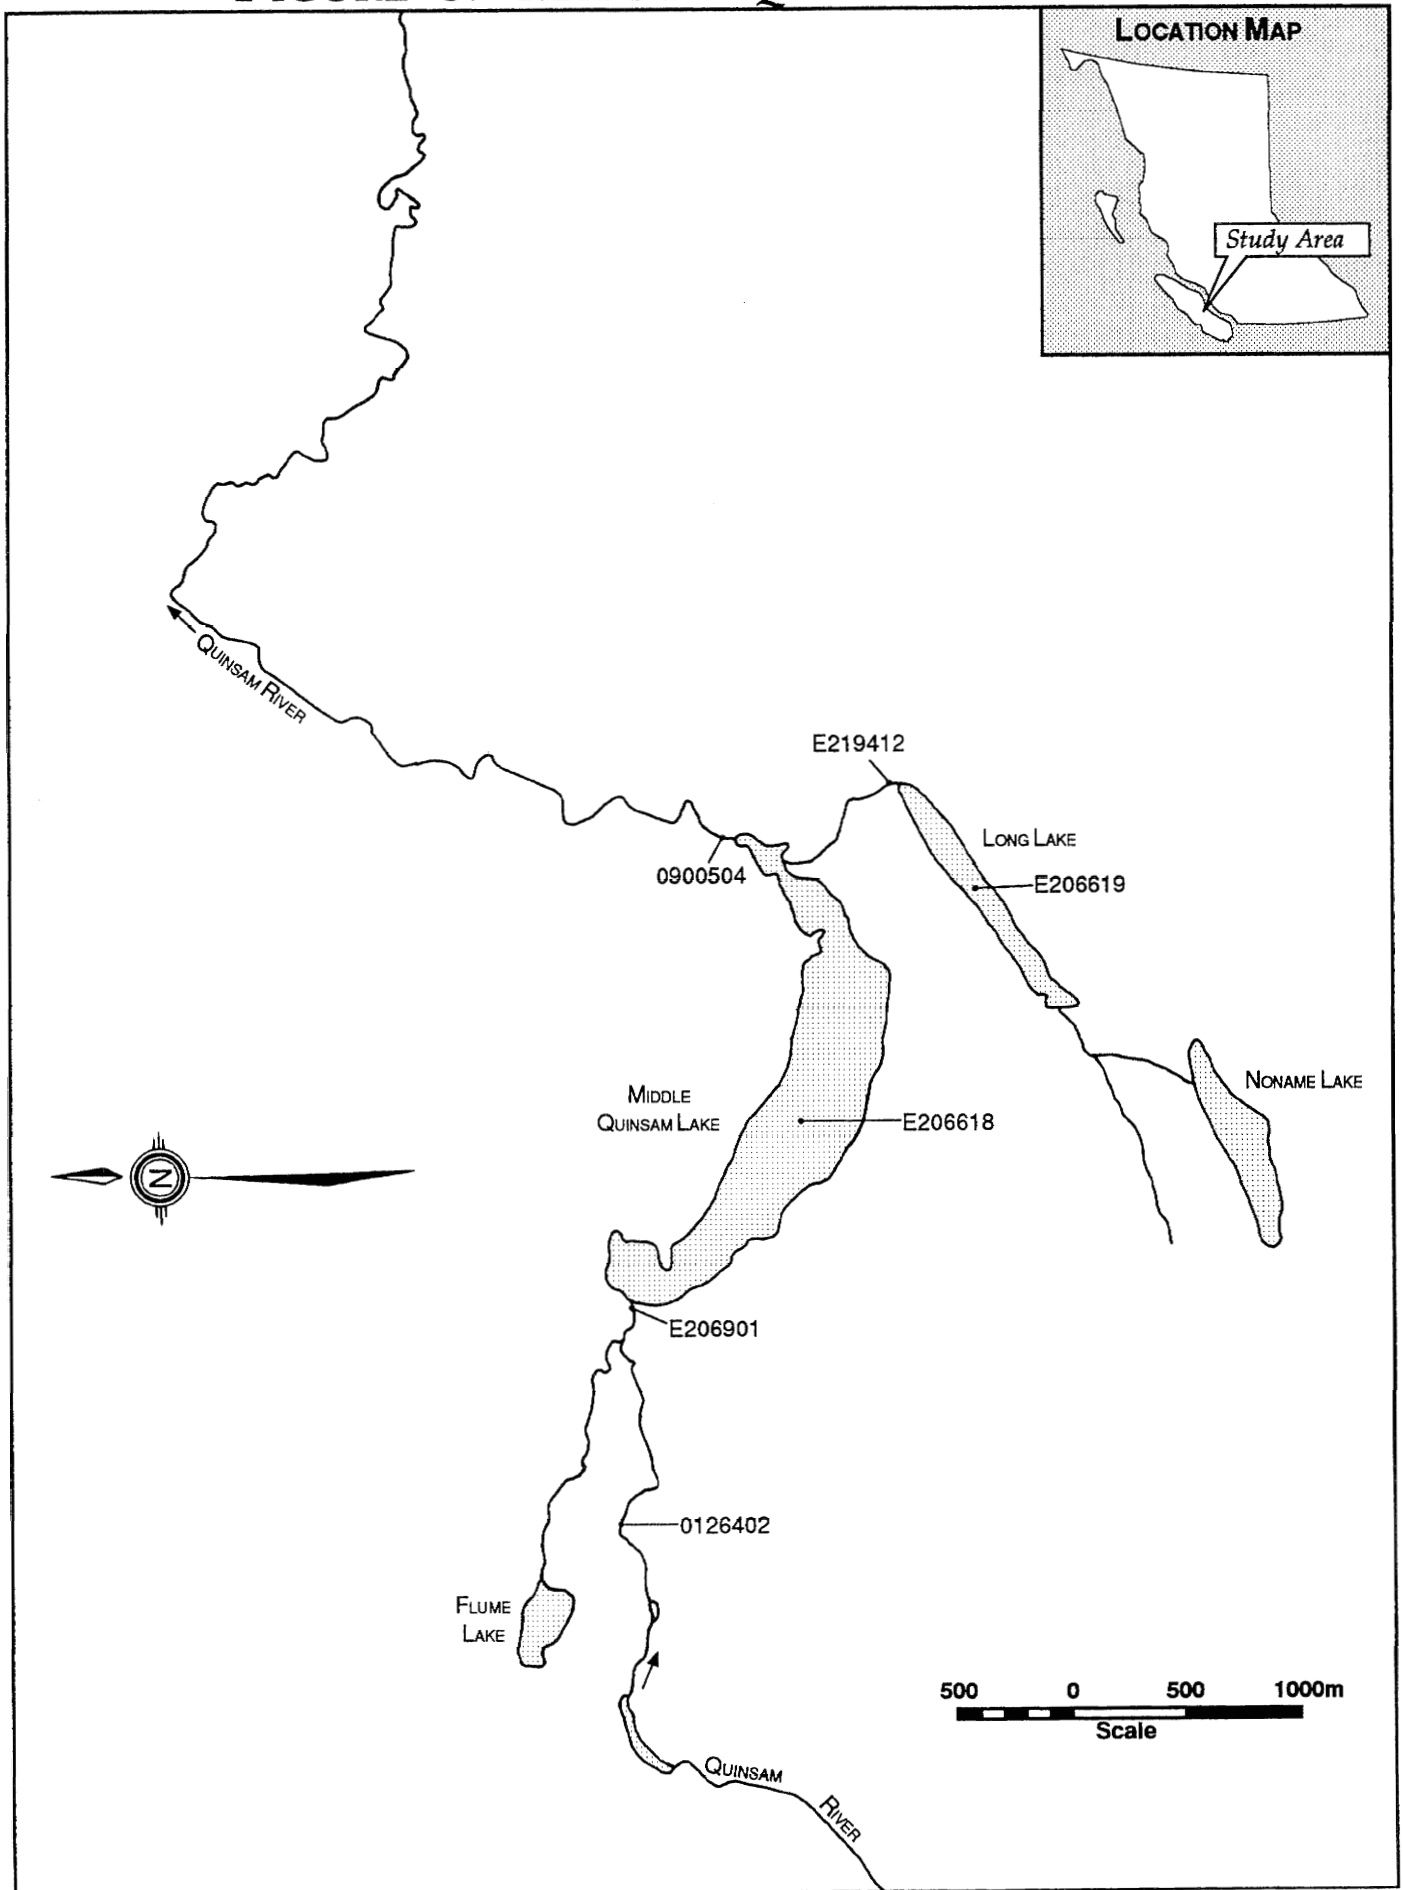 LOCATION MAP
Study Area
QUINSAM RIVER
E219412
LONG LAKE
0900504
E206619
NONAME LAKE
MIDDLE
QUINSAM LAKE
E206618
N
E206901
0126402
FLUME
LAKE
500 0 500 1000m
Scale
QUINSAM
RIVER